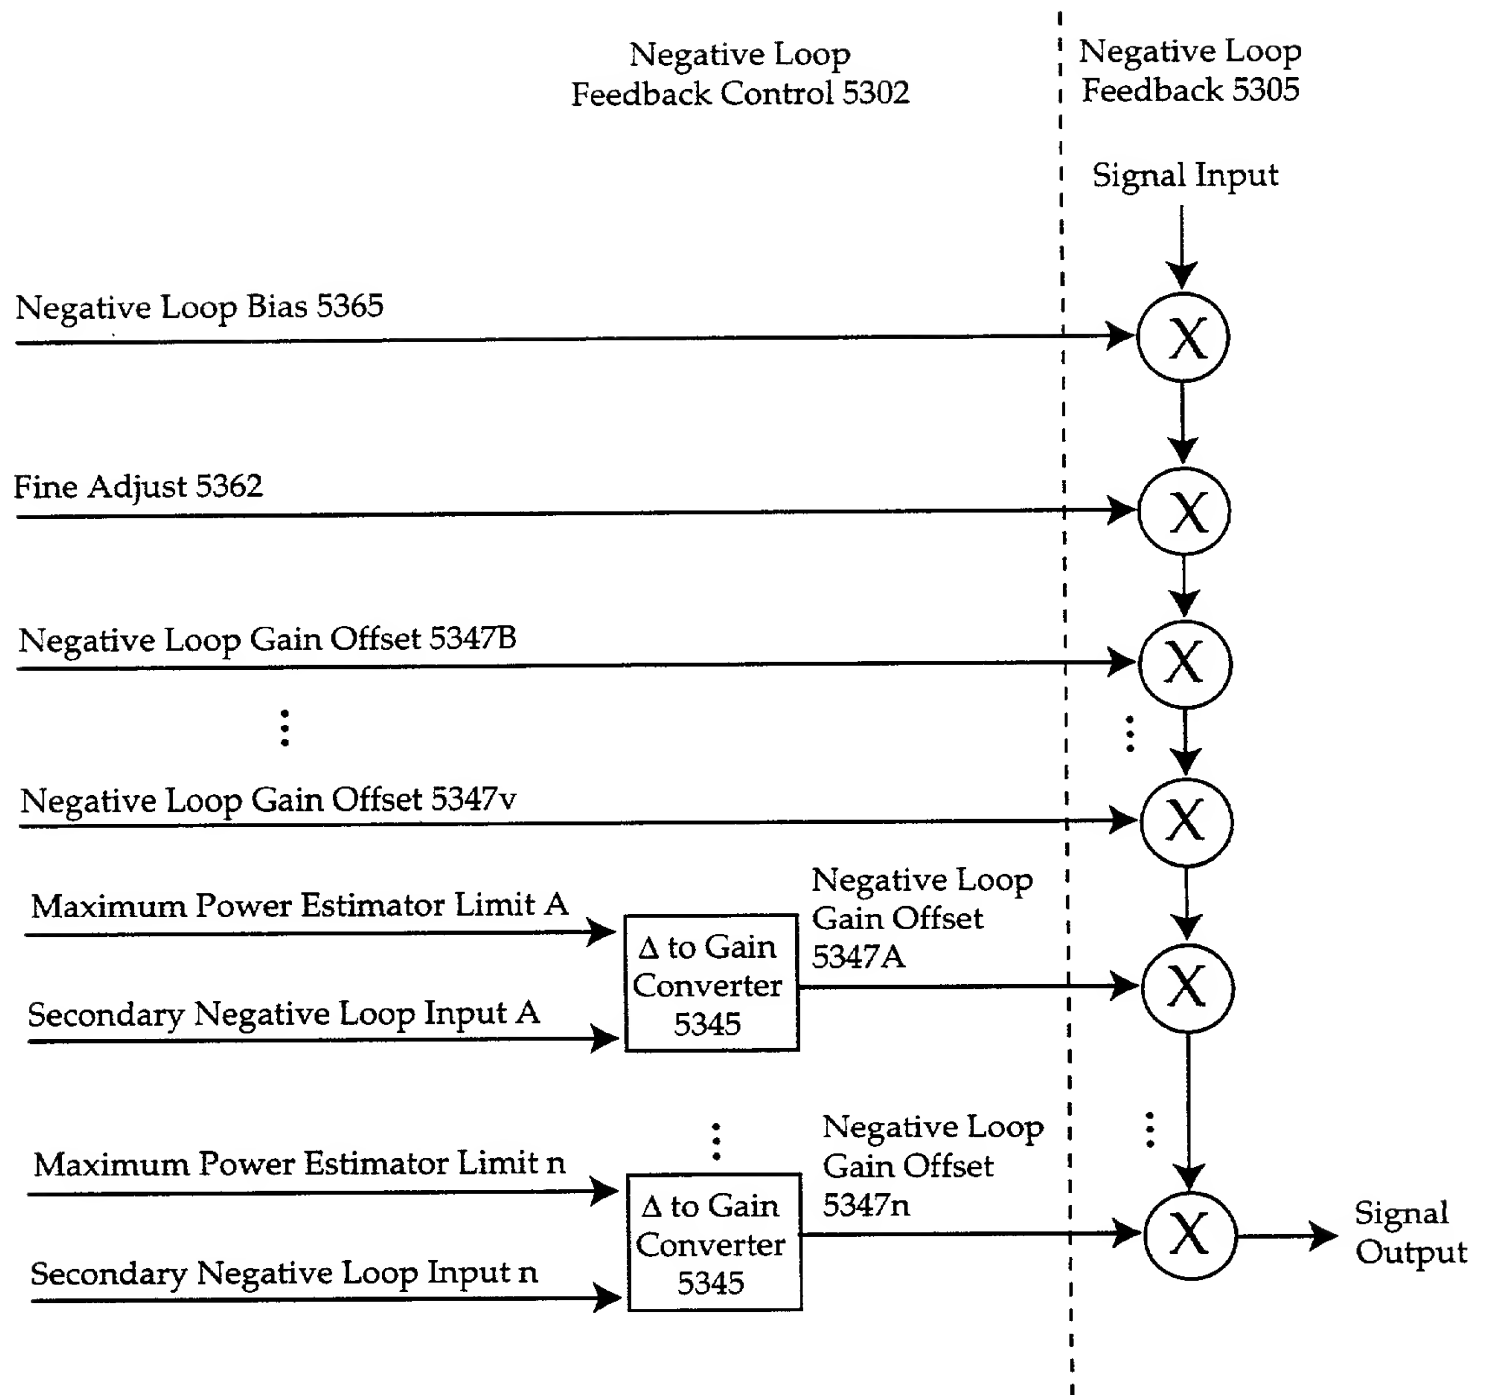 Negative Loop
Feedback Control 5302
Negative Loop
Feedback 5305
Signal Input
Negative Loop Bias 5365
X
Fine Adjust 5362
X
Negative Loop Gain Offset 5347B
X
Negative Loop Gain Offset 5347v
X
Maximum Power Estimator Limit A
Secondary Negative Loop Input A
Δ to Gain
Converter
5345
Negative Loop
Gain Offset
5347A
X
Maximum Power Estimator Limit n
Secondary Negative Loop Input n
Δ to Gain
Converter
5345
Negative Loop
Gain Offset
5347n
X
Signal
Output